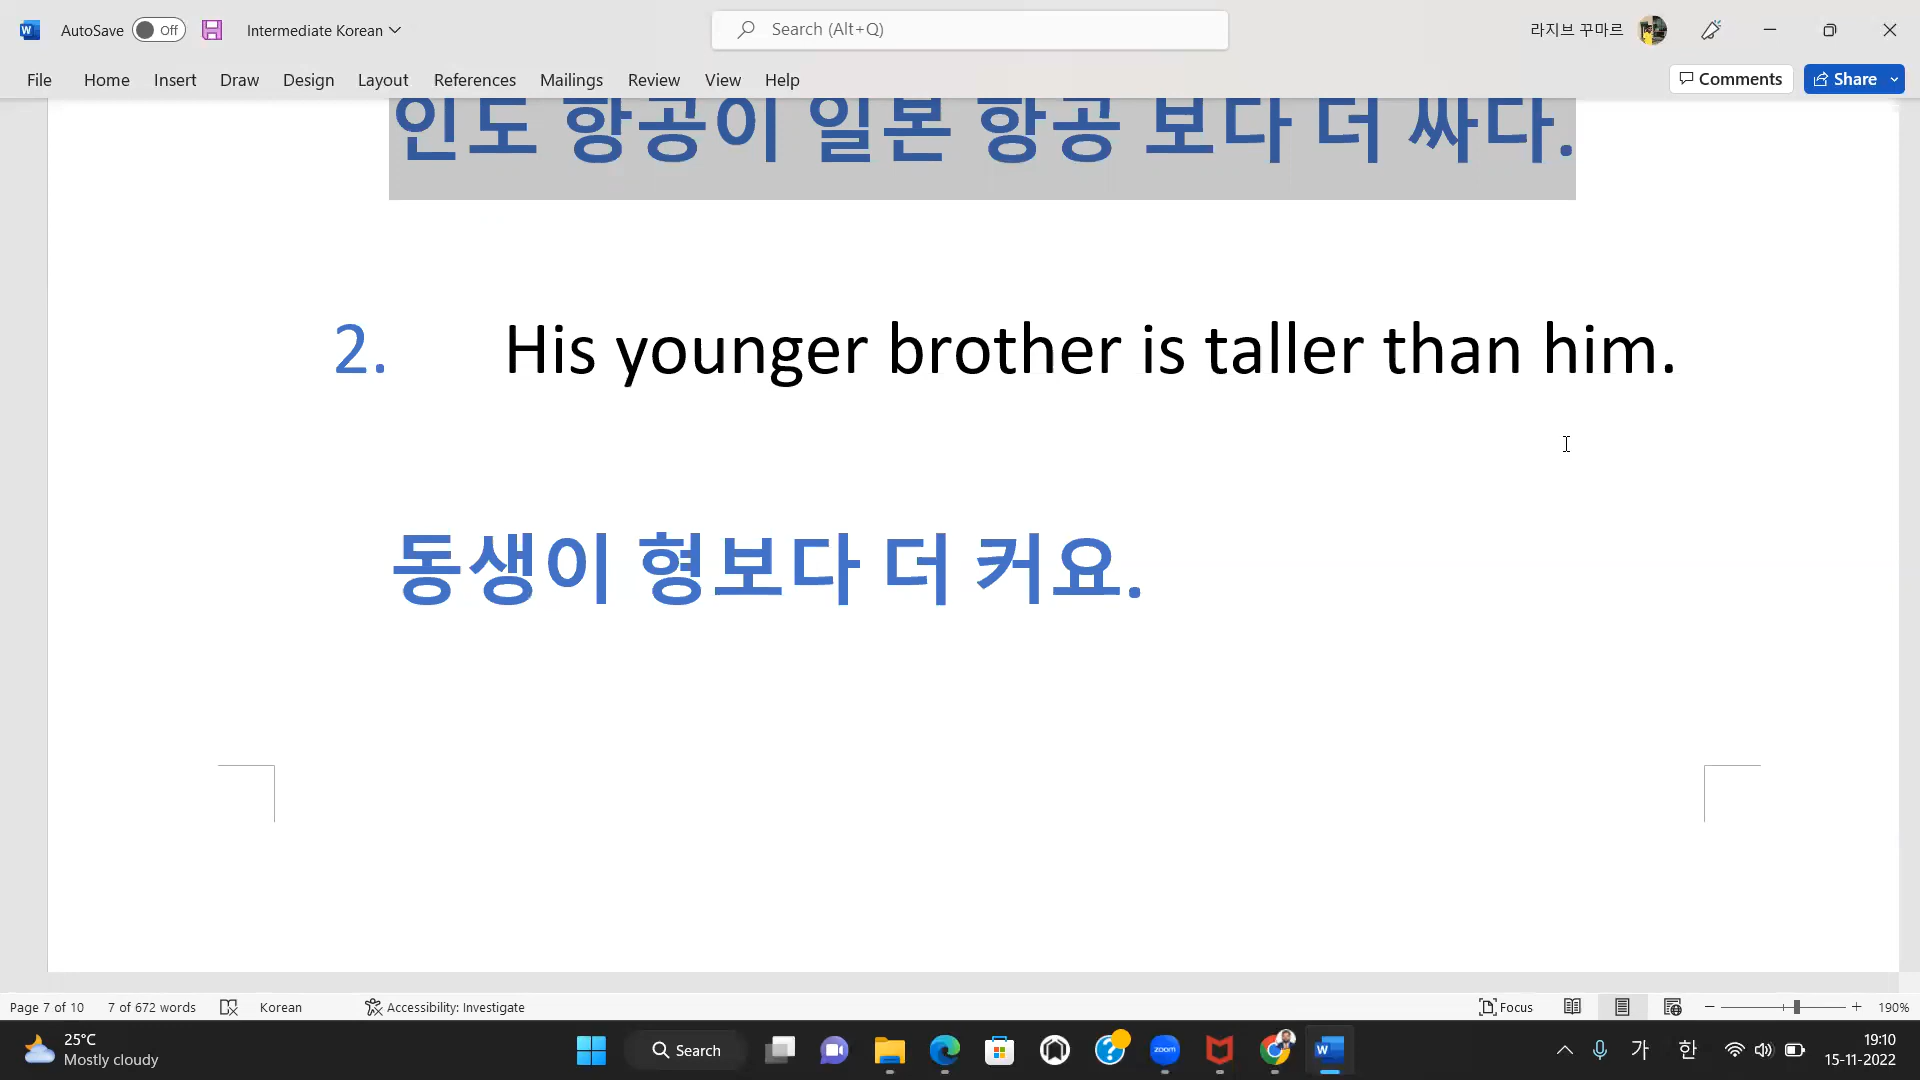 AutoSave Off Intermediate Korean Search (Alt+Q) 라지브 꾸마르
File Home Insert Draw Design Layout References Mailings Review View Help Comments Share
인도 항공이 일본 항공 보다 더 싸다.
2. His younger brother is taller than him.
동생이 형보다 더 커요.
Page 7 of 10 7 of 672 words Korean Accessibility: Investigate Focus 190%
25°C
Mostly cloudy
Search
zoom
가 한
19:10
15-11-2022